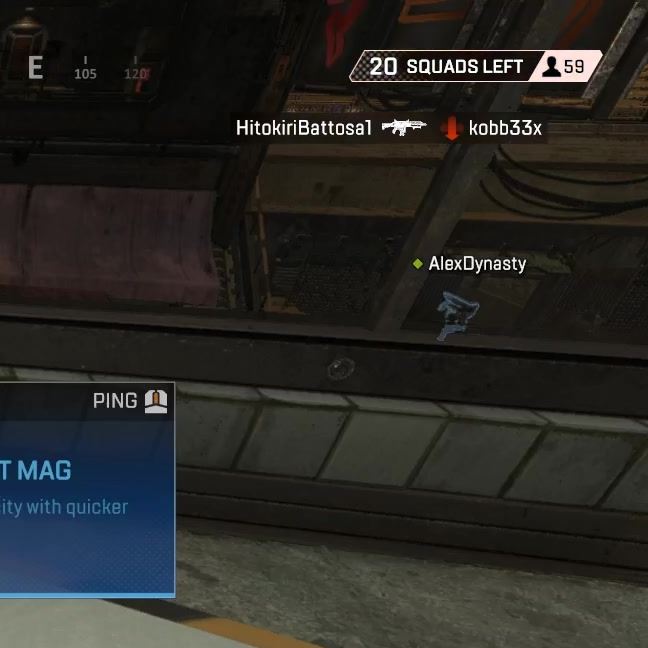 E
105
120
20 SQUADS LEFT
59
HitokiriBattosa1
kobb33x
AlexDynasty
PING
T MAG
ity with quicker